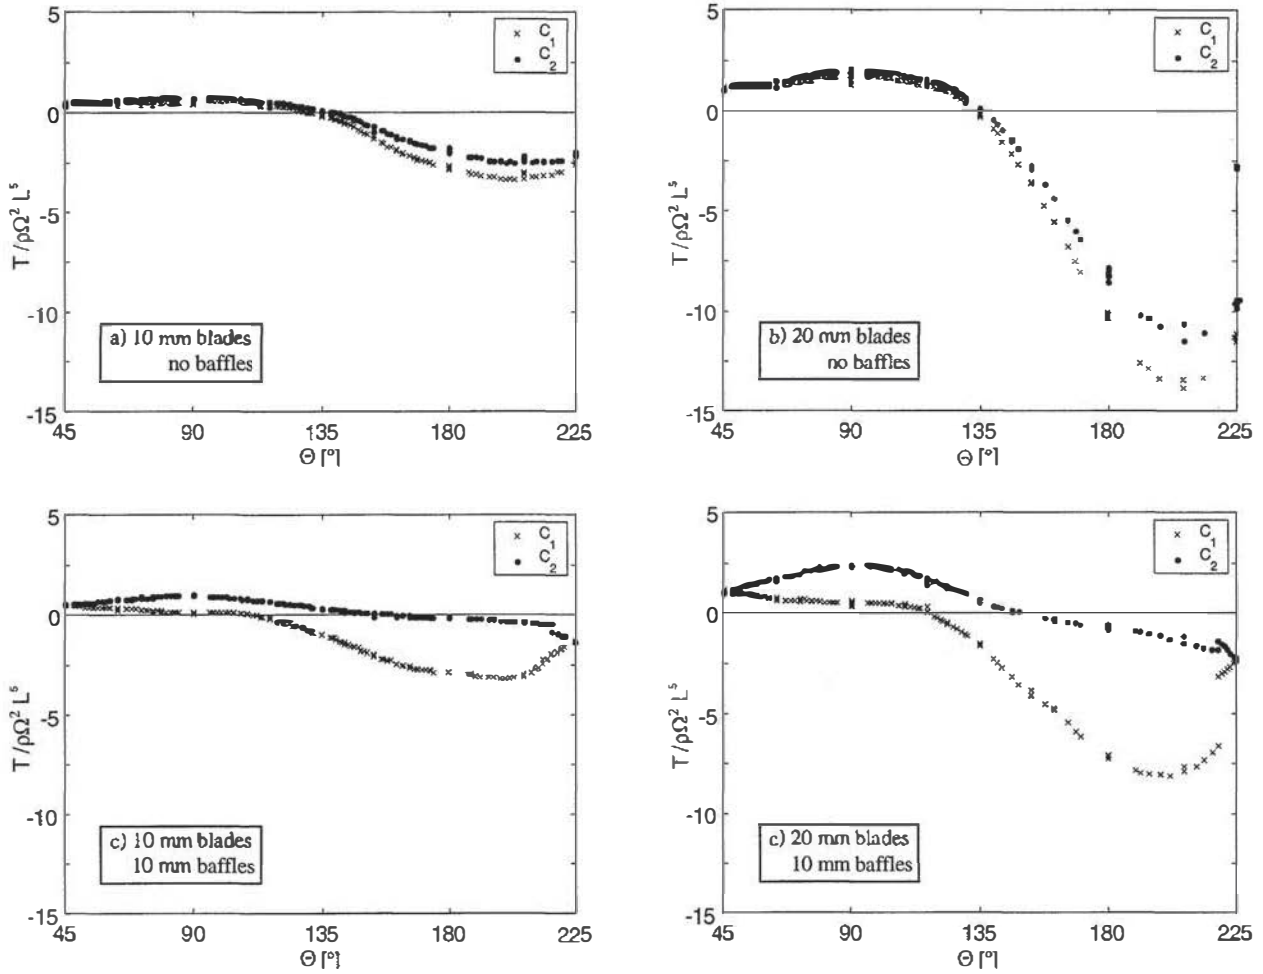 5
0
-5
-10
-15
T/ρΩ² L⁵
× C₁
• C₂
a) 10 mm blades
no baffles
45 90 135 180 225
Θ [°]
5
0
-5
-10
-15
T/ρΩ² L⁵
× C₁
• C₂
b) 20 mm blades
no baffles
45 90 135 180 225
Θ [°]
5
0
-5
-10
-15
T/ρΩ² L⁵
× C₁
• C₂
c) 10 mm blades
10 mm baffles
45 90 135 180 225
Θ [°]
5
0
-5
-10
-15
T/ρΩ² L⁵
× C₁
• C₂
c) 20 mm blades
10 mm baffles
45 90 135 180 225
Θ [°]